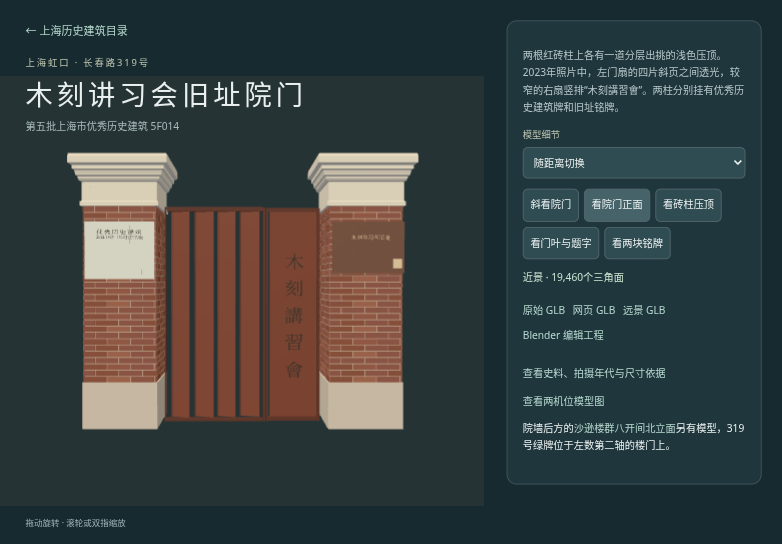 ← 上海历史建筑目录
上海虹口 · 长春路319号
木刻讲习会旧址院门
第五批上海市优秀历史建筑 5F014
优秀历史建筑
木刻講習會
拖动旋转 · 滚轮或双指缩放
两根红砖柱上各有一道分层出挑的浅色压顶。
2023年照片中，左门扇的四片斜页之间透光，较
窄的右扇竖排“木刻講習會”。两柱分别挂有优秀历
史建筑牌和旧址铭牌。
模型细节
随距离切换
斜看院门
看院门正面
看砖柱压顶
看门叶与题字
看两块铭牌
近景 · 19,460个三角面
原始 GLB 网页 GLB 远景 GLB
Blender 编辑工程
查看史料、拍摄年代与尺寸依据
查看两机位模型图
院墙后方的沙逊楼群八开间北立面另有模型，319
号绿牌位于左数第二轴的楼门上。